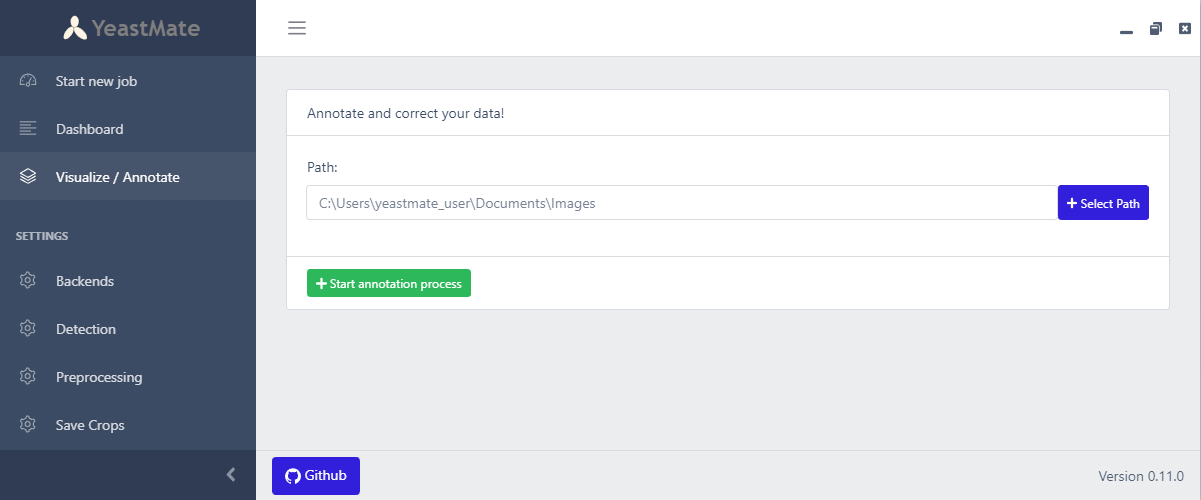 YeastMate
Start new job
Dashboard
Visualize / Annotate
SETTINGS
Backends
Detection
Preprocessing
Save Crops
Annotate and correct your data!
Path:
C:\Users\yeastmate_user\Documents\Images
Select Path
Start annotation process
Github
Version 0.11.0